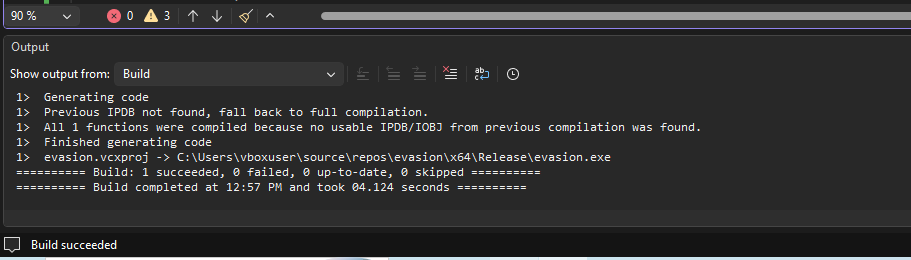 90 %
0
3
Output
Show output from: Build
1>  Generating code
1>  Previous IPDB not found, fall back to full compilation.
1>  All 1 functions were compiled because no usable IPDB/IOBJ from previous compilation was found.
1>  Finished generating code
1>  evasion.vcxproj -> C:\Users\vboxuser\source\repos\evasion\x64\Release\evasion.exe
========== Build: 1 succeeded, 0 failed, 0 up-to-date, 0 skipped ==========
========== Build completed at 12:57 PM and took 04.124 seconds ==========
Build succeeded